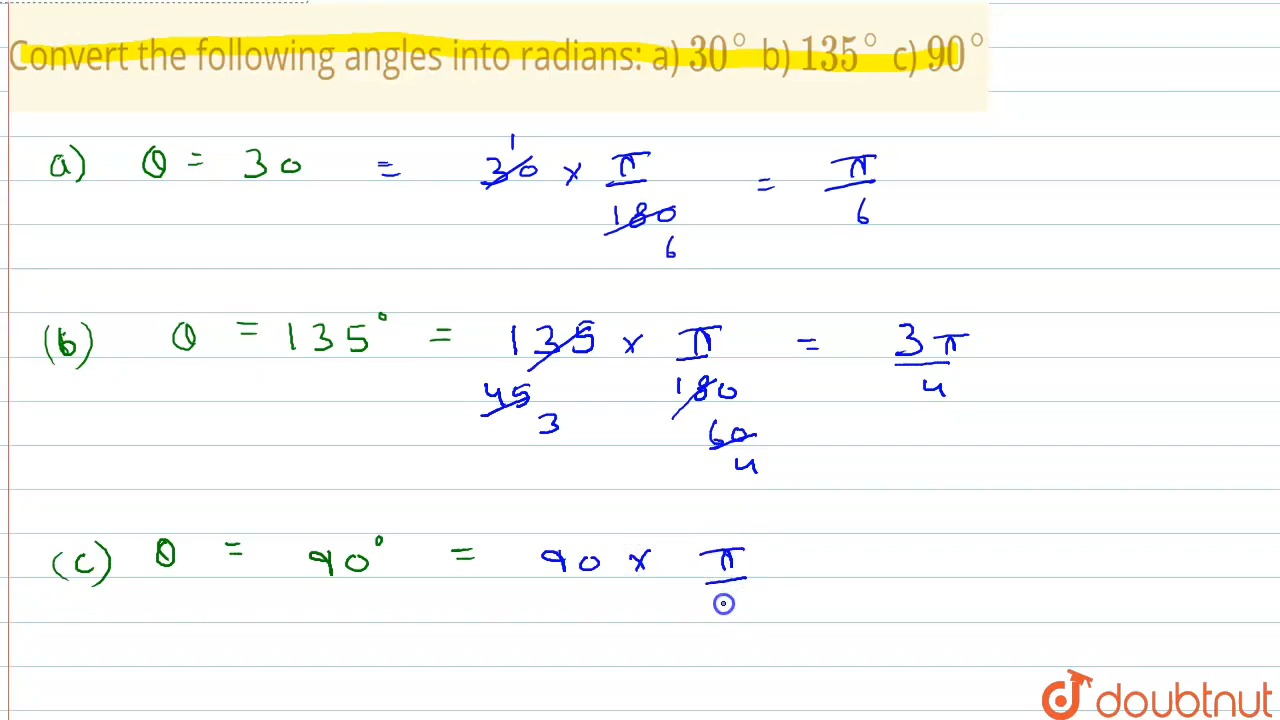 Convert the following angles into radians: a) 30° b) 135° c) 90°
a) θ = 30 = 30 × π/180 = π/6
1
6
(b) θ = 135° = 135 × π/180 = 3π/4
45 3
60 4
(c) θ = 90° = 90 × π
doubtnut